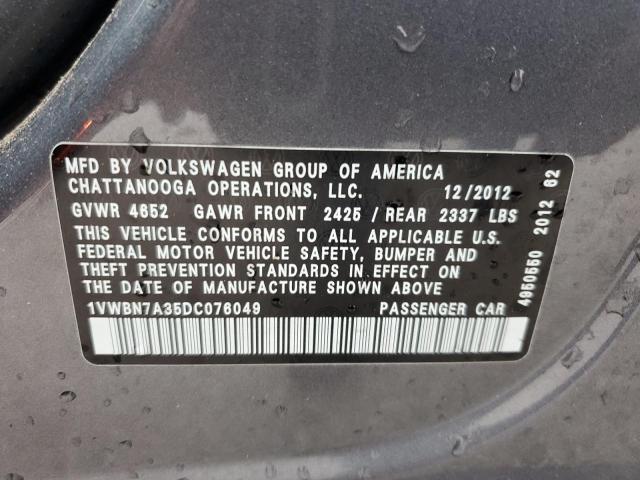 MFD BY VOLKSWAGEN GROUP OF AMERICA
CHATTANOOGA OPERATIONS, LLC. 12/2012
GVWR 4652 GAWR FRONT 2425 / REAR 2337 LBS
THIS VEHICLE CONFORMS TO ALL APPLICABLE U.S.
FEDERAL MOTOR VEHICLE SAFETY, BUMPER AND
THEFT PREVENTION STANDARDS IN EFFECT ON
THE DATE OF MANUFACTURE SHOWN ABOVE
1VWBN7A35DC076049 PASSENGER CAR
4950550 2012 62